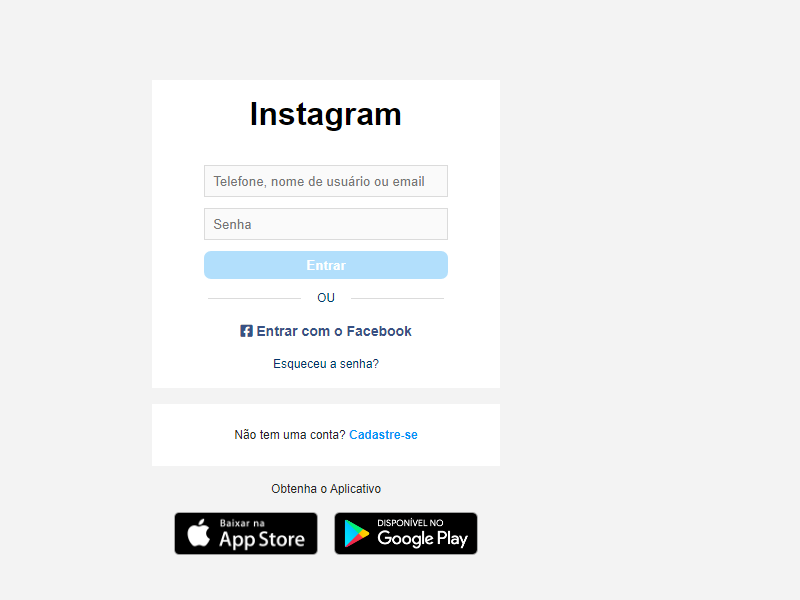 Instagram
Telefone, nome de usuário ou email
Senha
Entrar
OU
Entrar com o Facebook
Esqueceu a senha?
Não tem uma conta? Cadastre-se
Obtenha o Aplicativo
Baixar na
App Store
DISPONÍVEL NO
Google Play